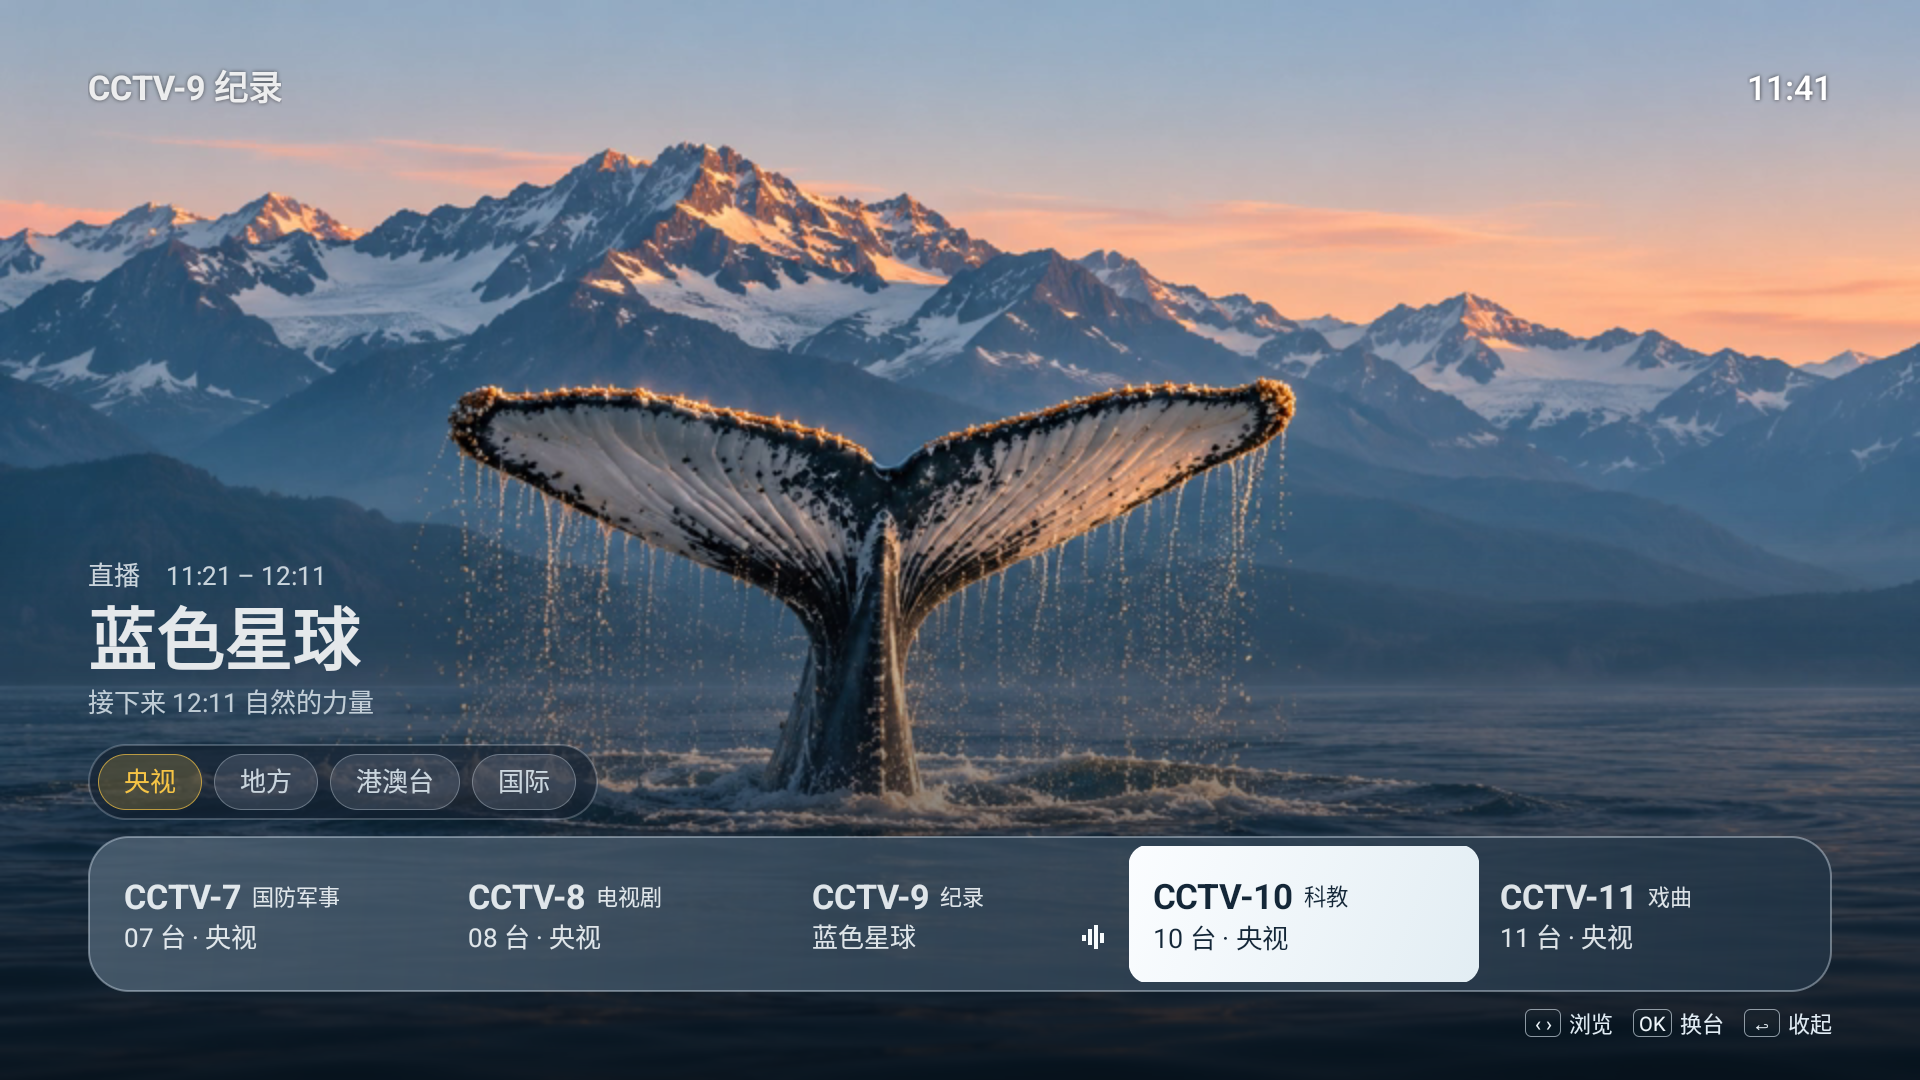 CCTV-9 纪录
11:41
直播 11:21 – 12:11
蓝色星球
接下来 12:11 自然的力量
央视 地方 港澳台 国际
CCTV-7 国防军事
07 台 · 央视
CCTV-8 电视剧
08 台 · 央视
CCTV-9 纪录
蓝色星球
CCTV-10 科教
10 台 · 央视
CCTV-11 戏曲
11 台 · 央视
‹ › 浏览 OK 换台 ↩ 收起